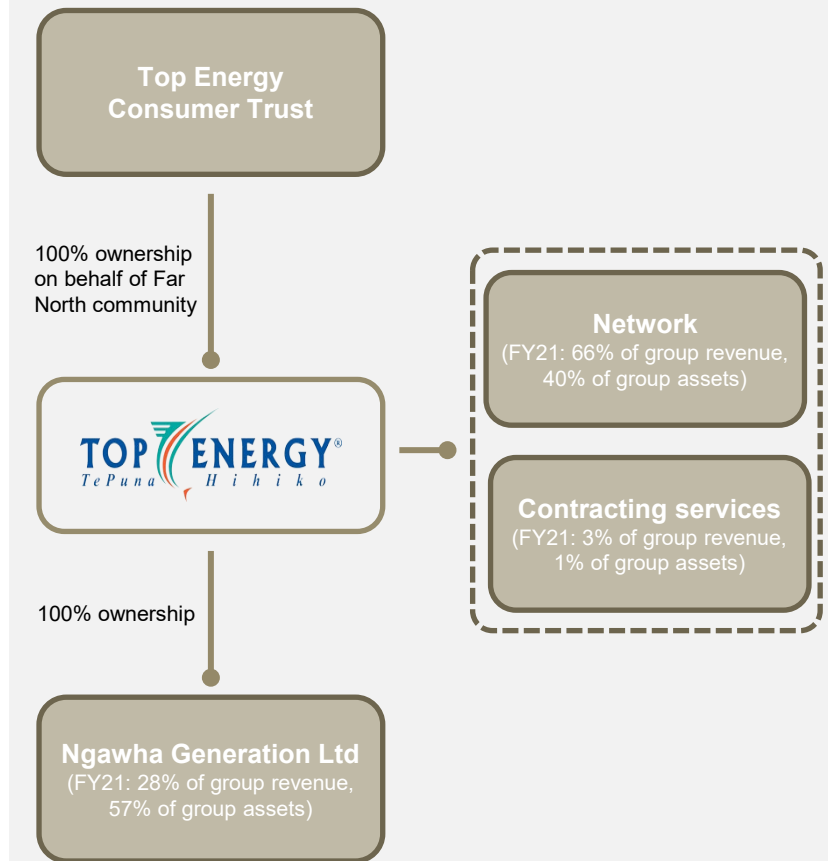 Top Energy
Consumer Trust
100% ownership
on behalf of Far
North community
Network
(FY21: 66% of group revenue,
40% of group assets)
TOP ENERGY®
TePuna Hihiko
Contracting services
(FY21: 3% of group revenue,
1% of group assets)
100% ownership
Ngawha Generation Ltd
(FY21: 28% of group revenue,
57% of group assets)